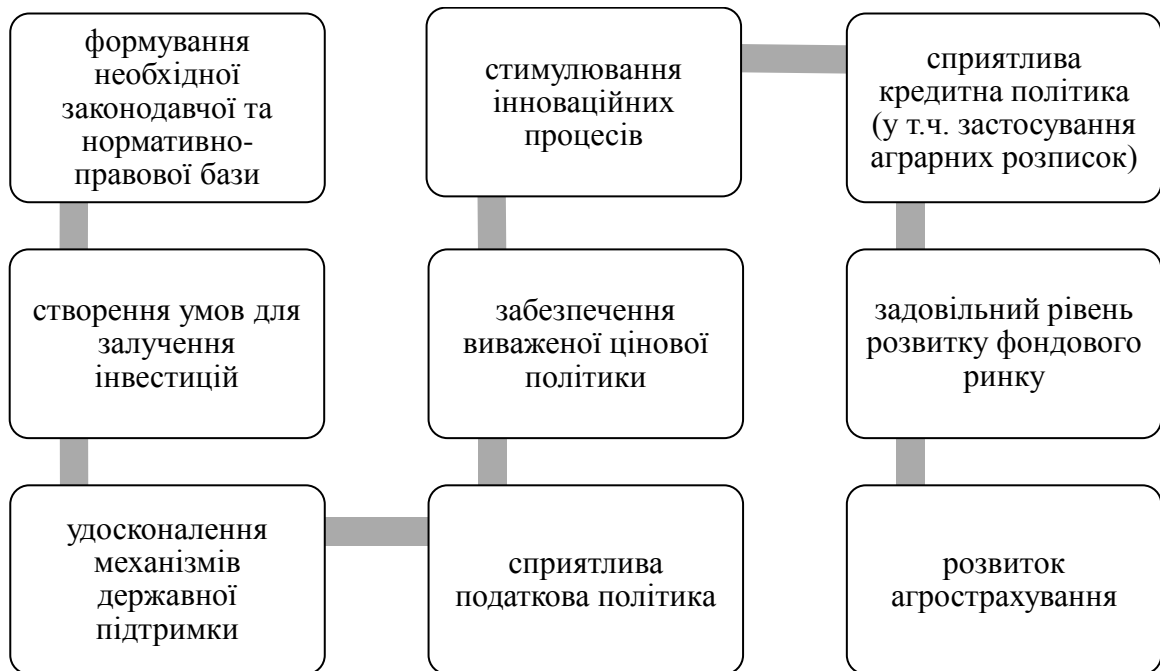 формування
необхідної
законодавчої та
нормативно-
правової бази
створення умов для
залучення
інвестицій
удосконалення
механізмів
державної
підтримки
сприятлива
податкова політика
забезпечення
виваженої цінової
політики
стимулювання
інноваційних
процесів
сприятлива
кредитна політика
(у т.ч. застосування
аграрних розписок)
задовільний рівень
розвитку фондового
ринку
розвиток
агрострахування